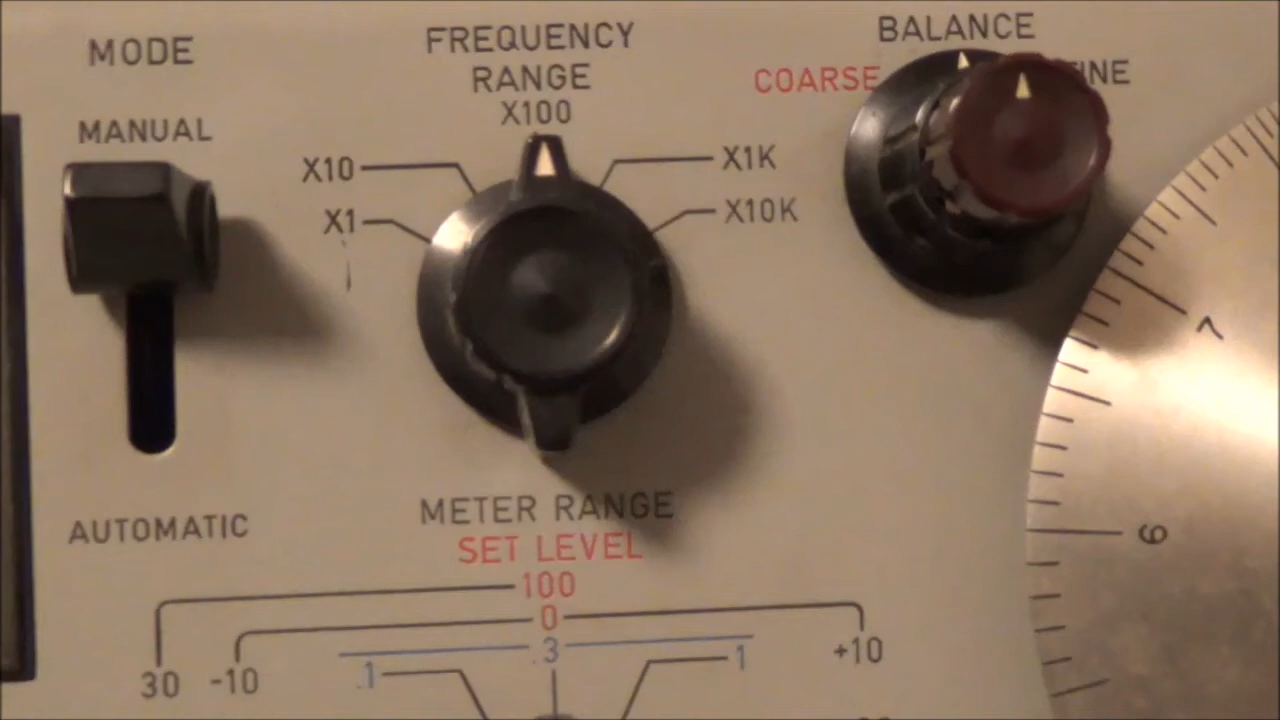 MODE
MANUAL
AUTOMATIC
FREQUENCY
RANGE
X100
X10
X1
X1K
X10K
BALANCE
COARSE
7
6
METER RANGE
SET LEVEL
100
0
.3
30
-10
.1
1
+10